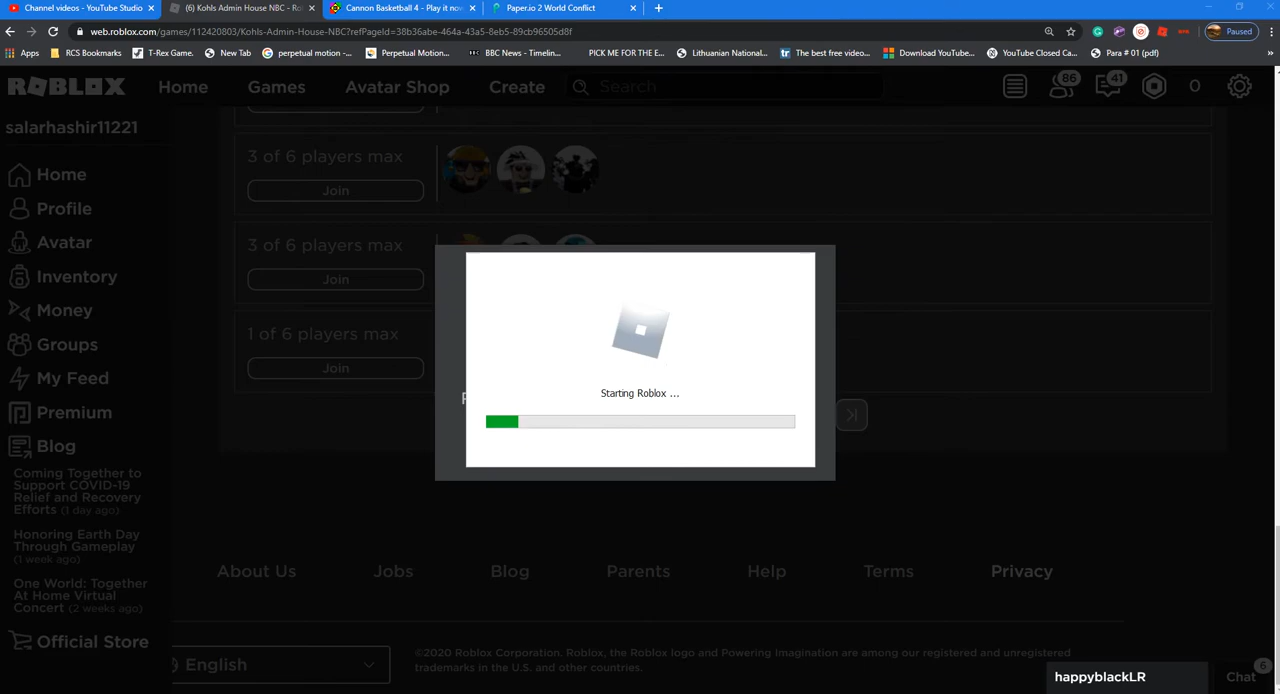 Channel videos - YouTube Studio
(6) Kohls Admin House NBC - Rob
Cannon Basketball 4 - Play it now
Paper.io 2 World Conflict
web.roblox.com/games/112420803/Kohls-Admin-House-NBC?refPageId=38b36abe-464a-43a5-8eb5-89cb96505d8f
Paused
Apps
RCS Bookmarks
T-Rex Game.
New Tab
perpetual motion -...
Perpetual Motion...
BBC News - Timelin...
PICK ME FOR THE E...
Lithuanian National...
The best free video...
Download YouTube...
YouTube Closed Ca...
Para # 01 (pdf)
ROBLOX
Home
Games
Avatar Shop
Create
Search
86
41
0
salarhashir11221
Home
Profile
Avatar
Inventory
Money
Groups
My Feed
Premium
Blog
Coming Together to
Support COVID-19
Relief and Recovery
Efforts (1 day ago)
Honoring Earth Day
Through Gameplay
(1 week ago)
One World: Together
At Home Virtual
Concert (2 weeks ago)
Official Store
3 of 6 players max
Join
3 of 6 players max
Join
1 of 6 players max
Join
Starting Roblox ...
About Us
Jobs
Blog
Parents
Help
Terms
Privacy
English
©2020 Roblox Corporation. Roblox, the Roblox logo and Powering Imagination are among our registered and unregistered
trademarks in the U.S. and other countries.
happyblackLR
Chat
6